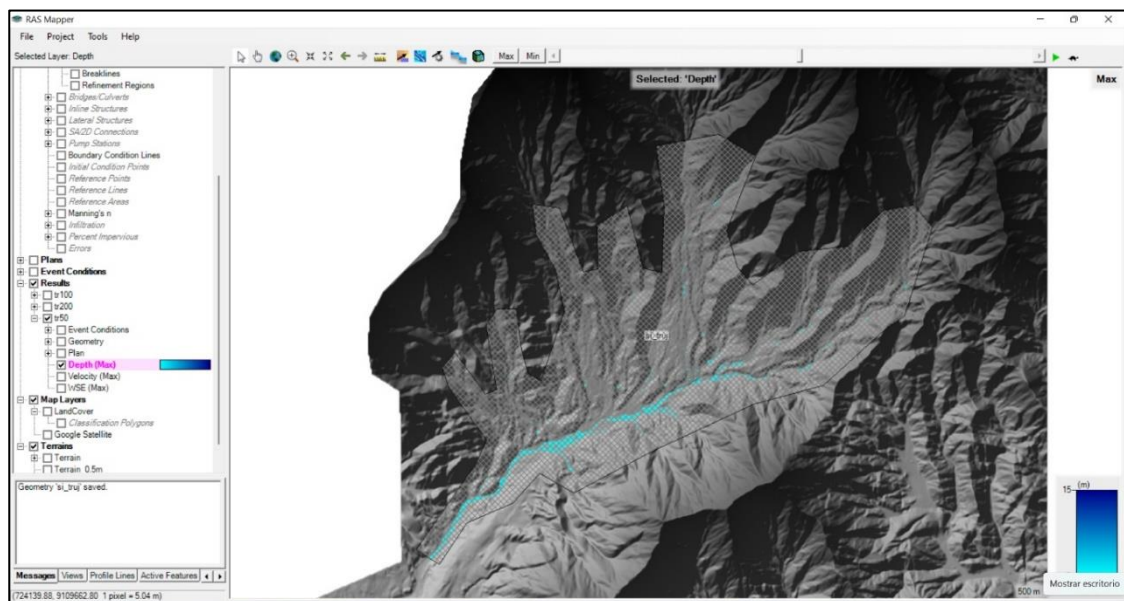 RAS Mapper
File Project Tools Help
Selected Layer: Depth
Max Min
Breaklines
Refinement Regions
Bridges/Culverts
Inline Structures
Lateral Structures
SA/2D Connections
Pump Stations
Boundary Condition Lines
Initial Condition Points
Reference Points
Reference Lines
Reference Areas
Manning's n
Infiltration
Percent Impervious
Errors
Plans
Event Conditions
Results
tr100
tr200
tr50
Event Conditions
Geometry
Plan
Depth (Max)
Velocity (Max)
WSE (Max)
Map Layers
LandCover
Classification Polygons
Google Satellite
Terrains
Terrain
Terrain_0.5m
Geometry 'si_truj' saved.
Messages Views Profile Lines Active Features
(724139.88, 9109662.80 1 pixel = 5.04 m)
Selected: 'Depth'
Max
15
(m)
500 m
Mostrar escritorio